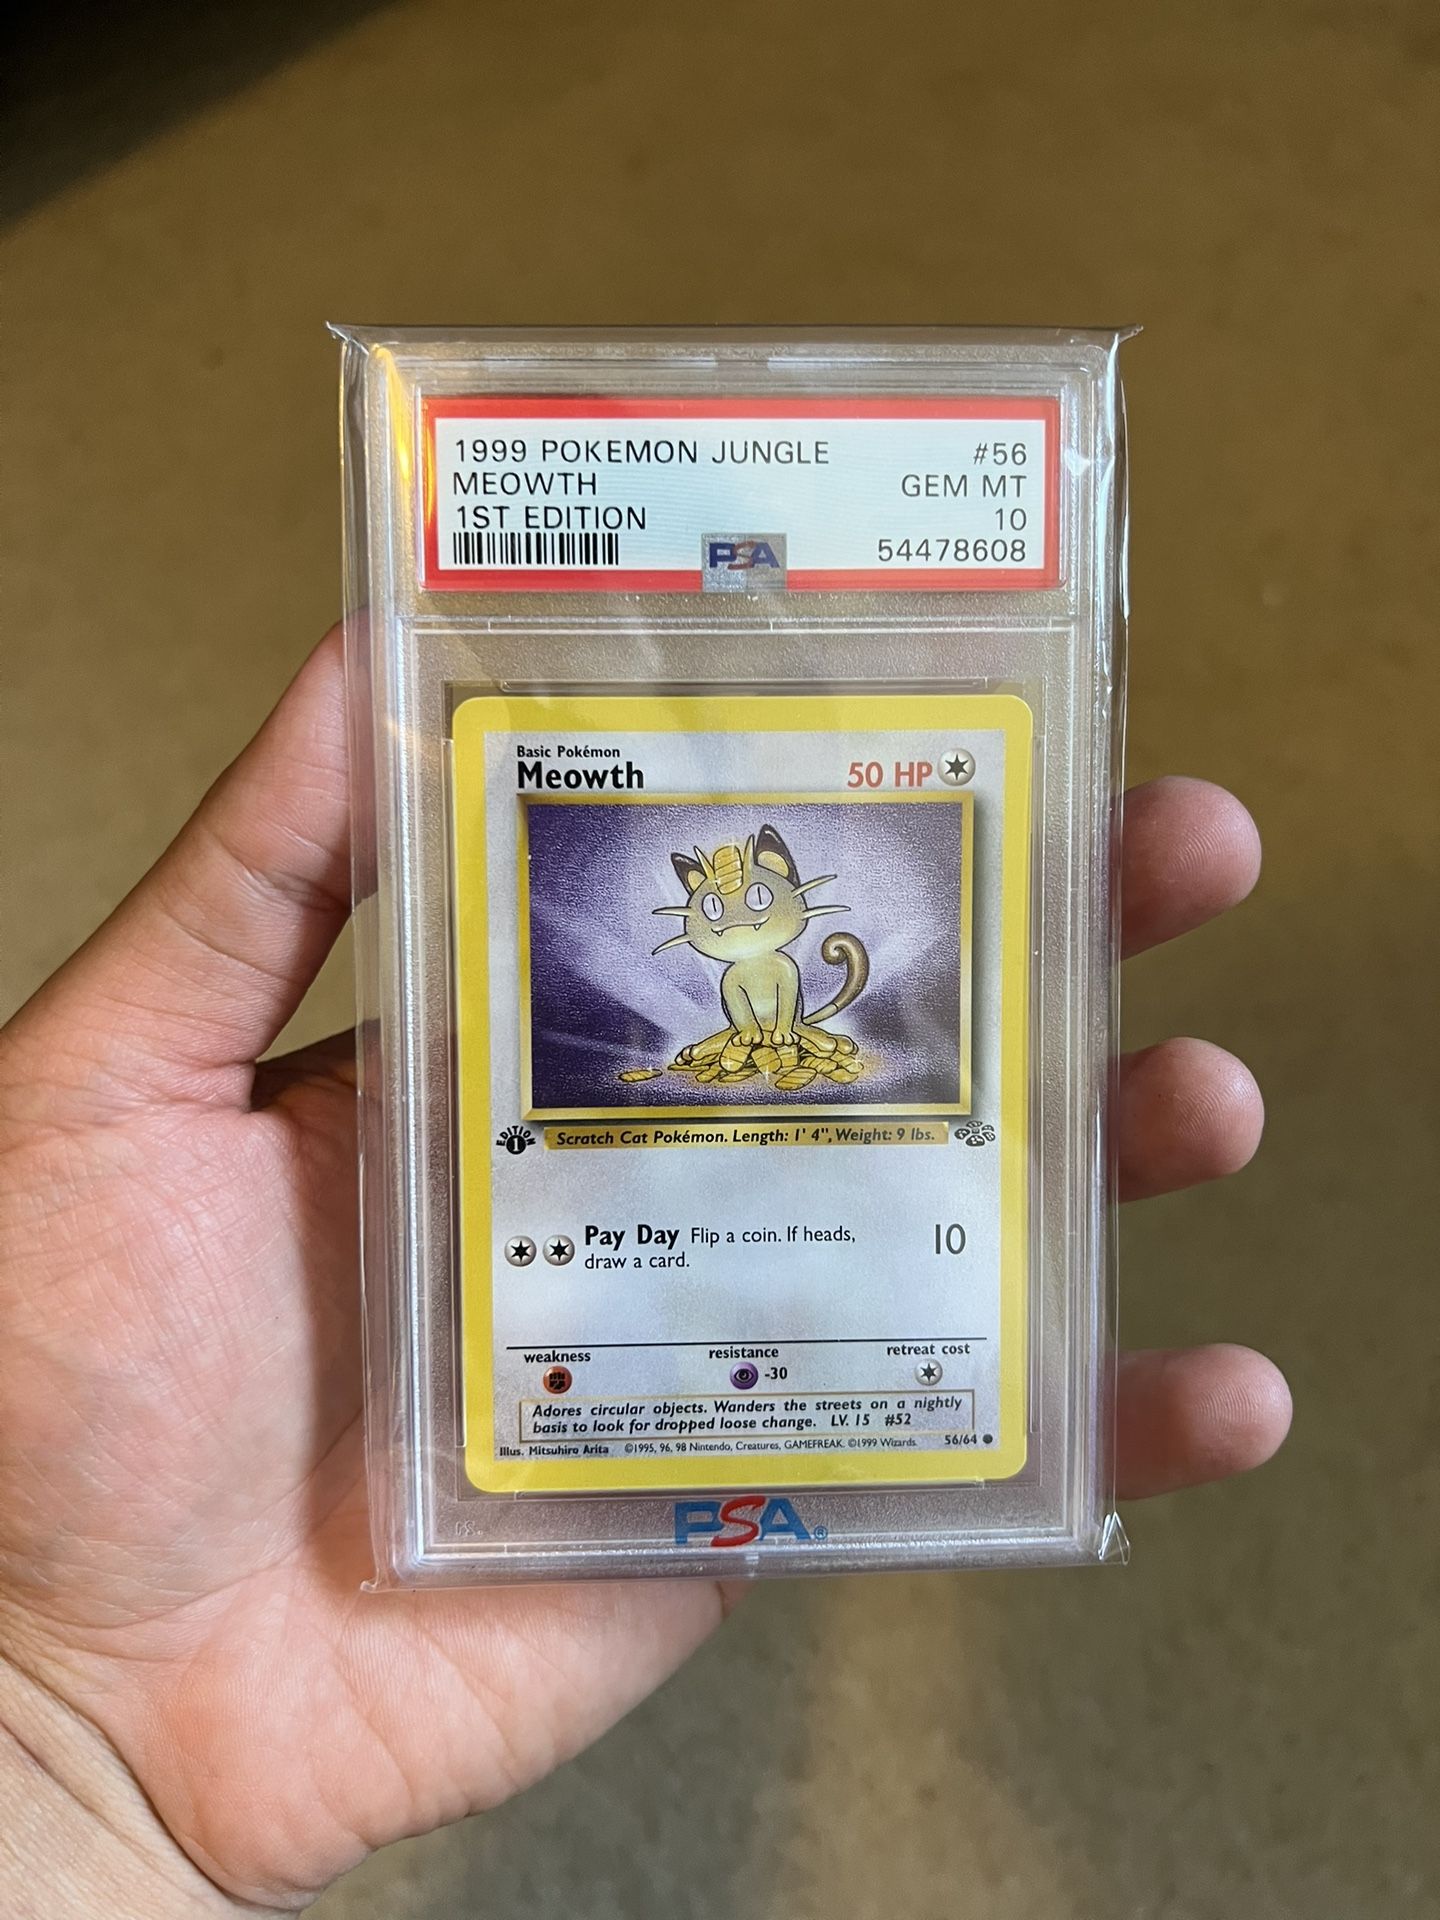 1999 POKEMON JUNGLE #56
MEOWTH GEM MT
1ST EDITION 10
54478608
PSA
Basic Pokémon
Meowth 50 HP
EDITION 1
Scratch Cat Pokémon. Length: 1' 4", Weight: 9 lbs.
Pay Day Flip a coin. If heads, 10
draw a card.
weakness resistance retreat cost
-30
Adores circular objects. Wanders the streets on a nightly
basis to look for dropped loose change. LV. 15 #52
Illus. Mitsuhiro Arita ©1995, 96, 98 Nintendo, Creatures, GAMEFREAK. ©1999 Wizards. 56/64
PSA®